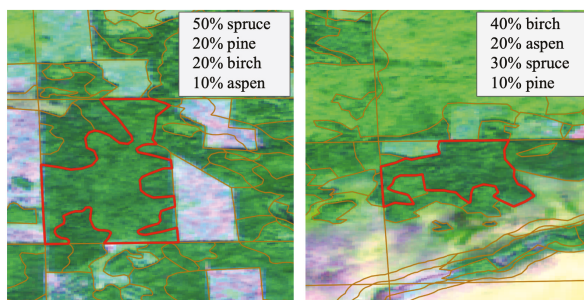 50% spruce
20% pine
20% birch
10% aspen
40% birch
20% aspen
30% spruce
10% pine